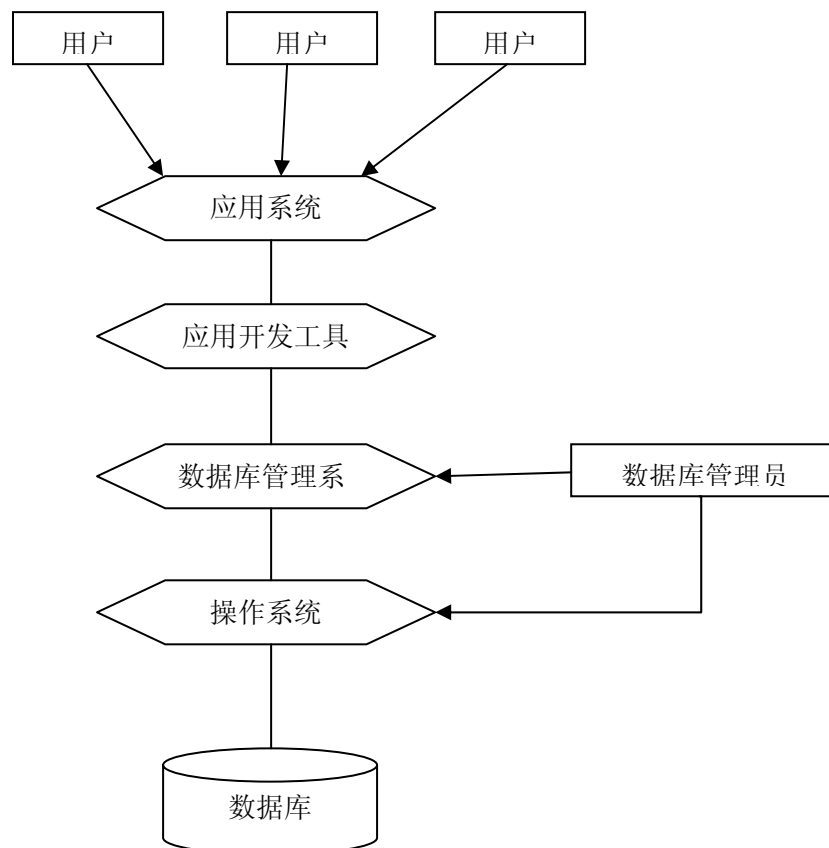 用户
用户
用户
应用系统
应用开发工具
数据库管理系
数据库管理员
操作系统
数据库